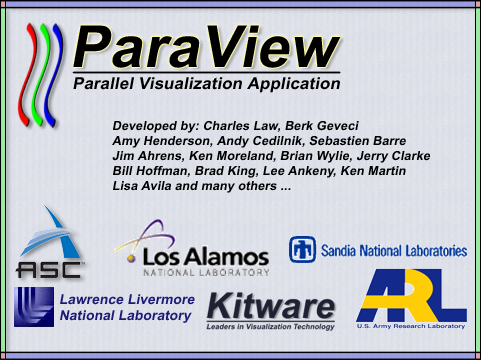 ParaView
Parallel Visualization Application
Developed by: Charles Law, Berk Geveci
Amy Henderson, Andy Cedilnik, Sebastien Barre
Jim Ahrens, Ken Moreland, Brian Wylie, Jerry Clarke
Bill Hoffman, Brad King, Lee Ankeny, Ken Martin
Lisa Avila and many others ...
ASC
Los Alamos
NATIONAL LABORATORY
Sandia National Laboratories
Lawrence Livermore
National Laboratory
Kitware
Leaders in Visualization Technology
ARL
U.S. Army Research Laboratory